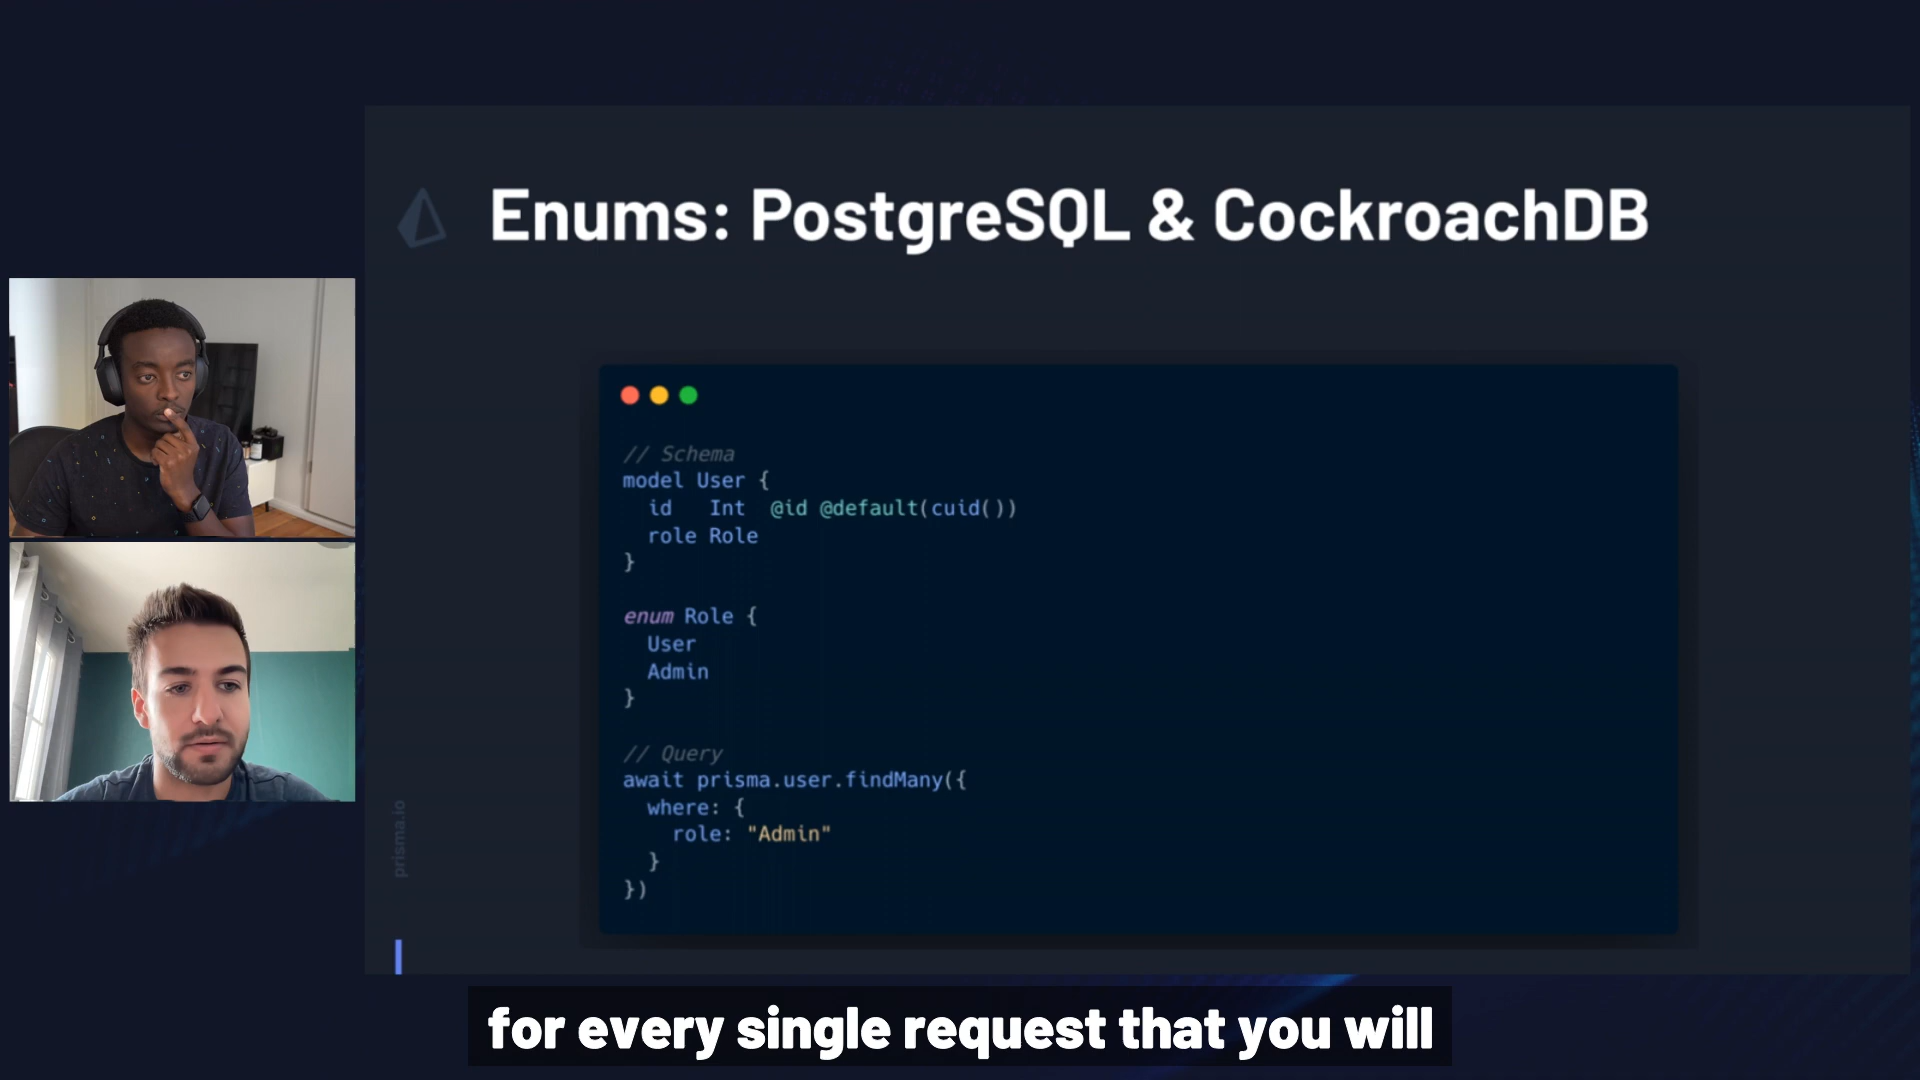 Enums: PostgreSQL & CockroachDB
// Schema
model User {
  id   Int  @id @default(cuid())
  role Role
}
enum Role {
  User
  Admin
}
// Query
await prisma.user.findMany({
  where: {
    role: "Admin"
  }
})
prisma.io
for every single request that you will